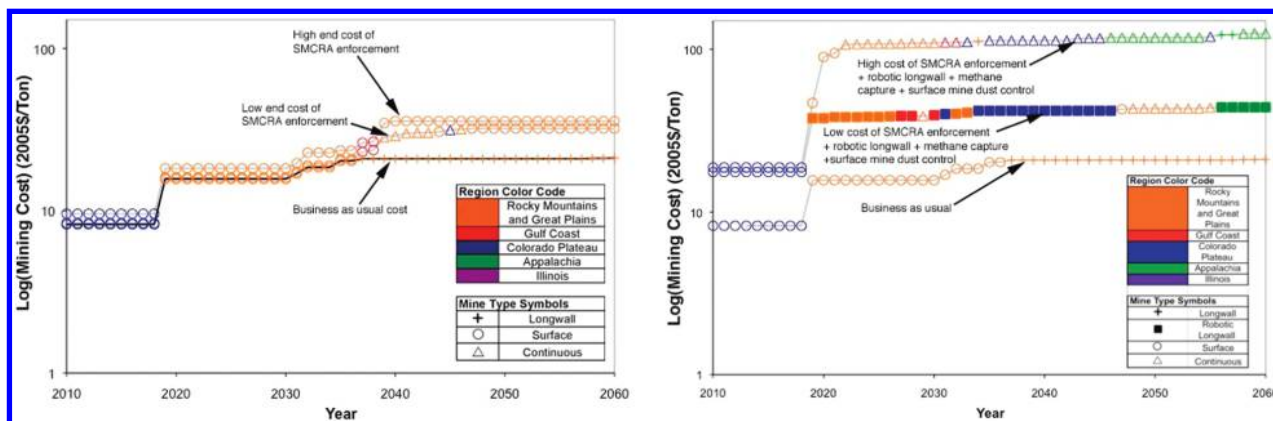 High end cost of
SMCRA enforcement
Low end cost of
SMCRA enforcement
Business as usual cost
Log(Mining Cost) (2005$/Ton)
100
10
1
2010
2020
2030
2040
2050
2060
Year
Region Color Code
Rocky Mountains
and Great Plains
Gulf Coast
Colorado Plateau
Appalachia
Illinois
Mine Type Symbols
Longwall
Surface
Continuous
High cost of SMCRA enforcement
+ robotic longwall + methane
capture + surface mine dust control
Low cost of SMCRA enforcement
+ robotic longwall + methane capture
+surface mine dust control
Business as usual
Log(Mining Cost) (2005$/Ton)
100
10
1
2010
2020
2030
2040
2050
2060
Year
Region Color Code
Rocky
Mountains
and Great
Plains
Gulf Coast
Colorado
Plateau
Appalachia
Illinois
Mine Type Symbols
Longwall
Robotic
Longwall
Surface
Continuous